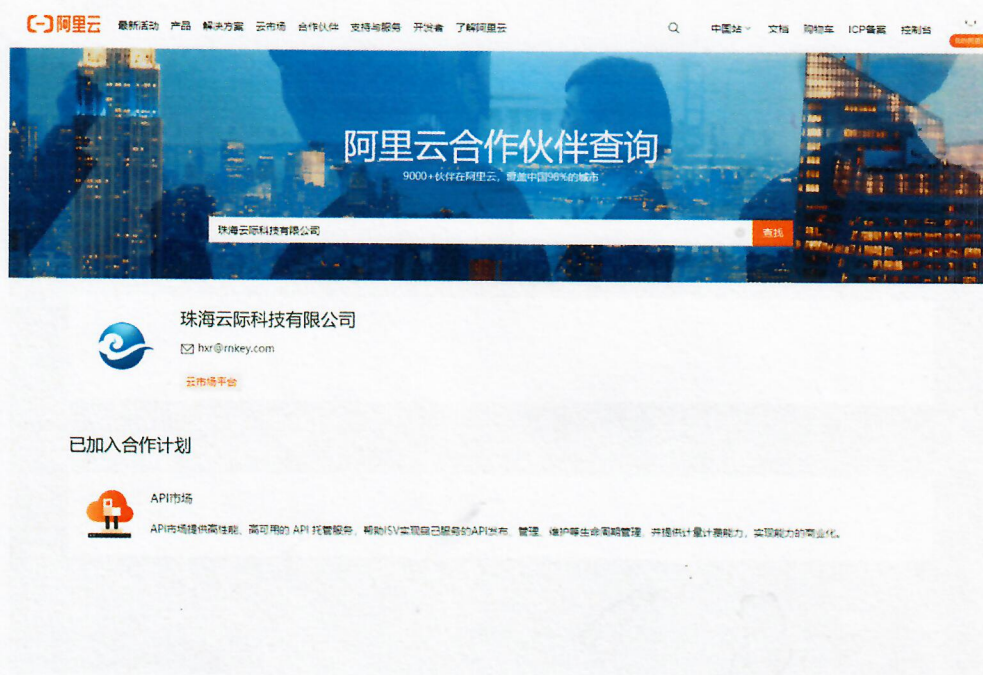 阿里云 最新活动 产品 解决方案 云市场 合作伙伴 支持与服务 开发者 了解阿里云 中国站 文档 购物车 ICP备案 控制台
阿里云合作伙伴查询
9000+伙伴在阿里云，覆盖中国98%的城市
珠海云际科技有限公司 查找
珠海云际科技有限公司
hxr@rnkey.com
云市场平台
已加入合作计划
API市场
API市场提供高性能、高可用的 API 托管服务，帮助ISV实现自己服务的API发布、管理、维护等生命周期管理，并提供计量计费能力，实现能力的商业化。